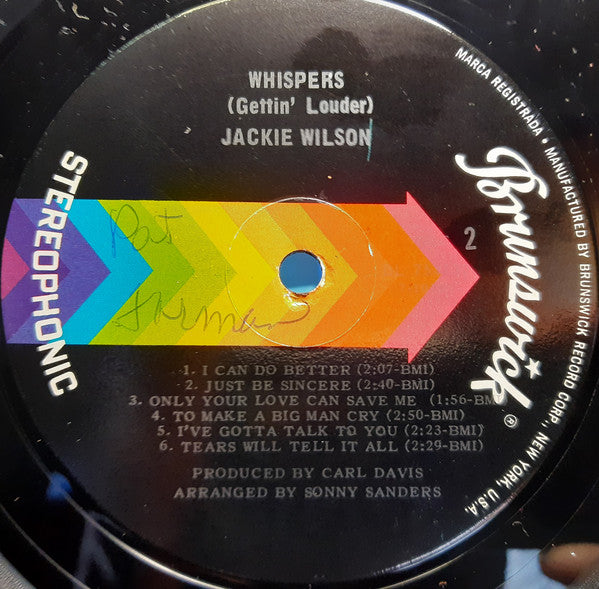 WHISPERS
(Gettin' Louder)
JACKIE WILSON
STEREOPHONIC
Brunswick
®
MARCA REGISTRADA • MANUFACTURED BY BRUNSWICK RECORD CORP., NEW YORK, U.S.A.
2
Pat
1. I CAN DO BETTER (2:07-BMI)
2. JUST BE SINCERE (2:40-BMI)
3. ONLY YOUR LOVE CAN SAVE ME (1:56-BM
4. TO MAKE A BIG MAN CRY (2:50-BMI)
5. I'VE GOTTA TALK TO YOU (2:23-BMI)
6. TEARS WILL TELL IT ALL (2:29-BMI)
PRODUCED BY CARL DAVIS
ARRANGED BY SONNY SANDERS